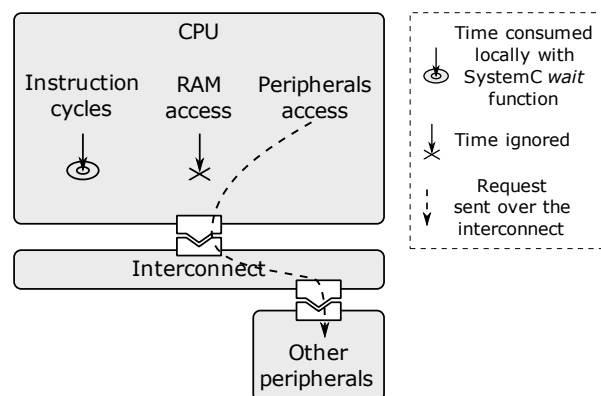 CPU
Instruction
cycles
RAM
access
Peripherals
access
Interconnect
Other
peripherals
Time consumed
locally with
SystemC wait
function
Time ignored
Request
sent over the
interconnect